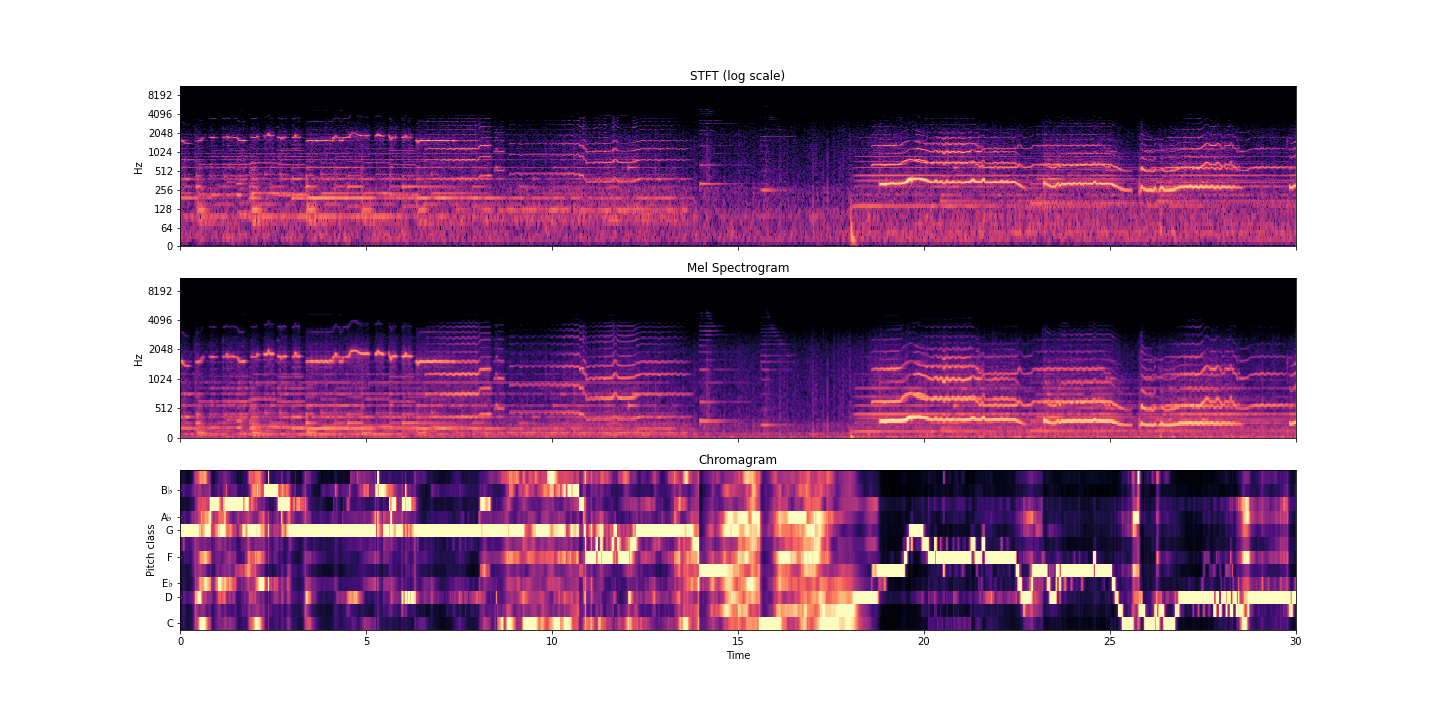 STFT (log scale)
8192
4096
2048
1024
512
256
128
64
0
Hz
Mel Spectrogram
8192
4096
2048
1024
512
0
Hz
Chromagram
B♭
A♭
G
F
E♭
D
C
Pitch class
0 5 10 15 20 25 30
Time